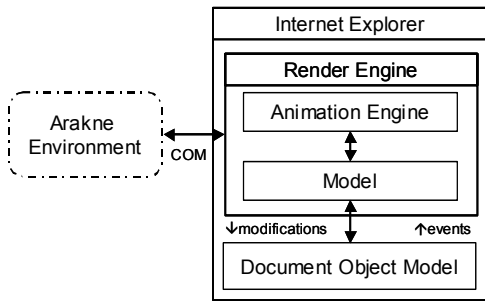 Internet Explorer
Render Engine
Animation Engine
Arakne
Environment
COM
Model
↓modifications ↑events
Document Object Model